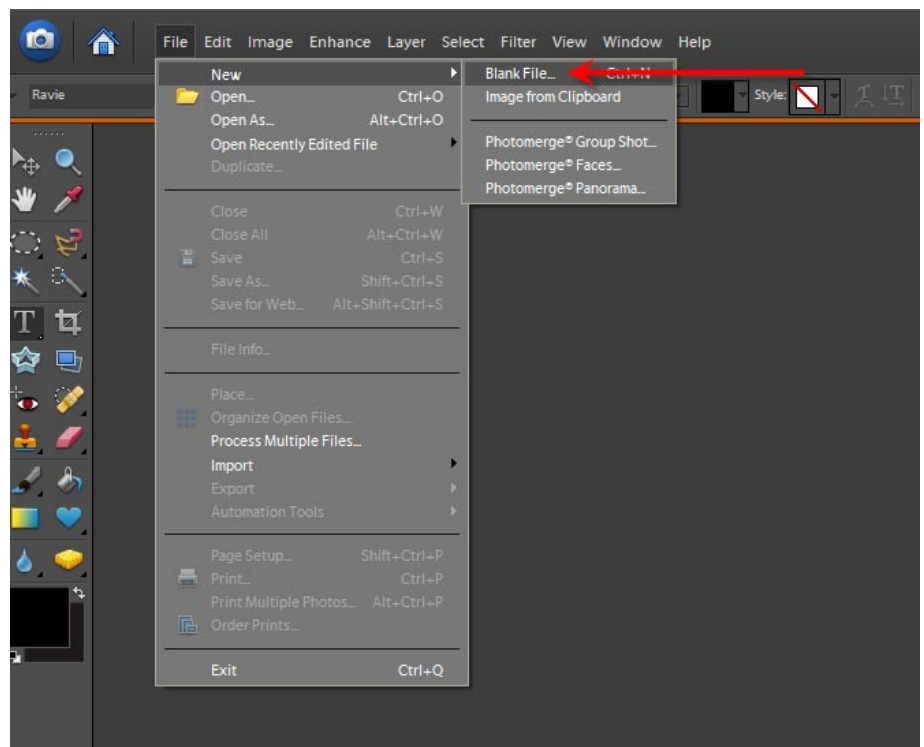 File Edit Image Enhance Layer Select Filter View Window Help
Ravie
Style:
New
Open... Ctrl+O
Open As... Alt+Ctrl+O
Open Recently Edited File
Duplicate...
Close Ctrl+W
Close All Alt+Ctrl+W
Save Ctrl+S
Save As... Shift+Ctrl+S
Save for Web... Alt+Shift+Ctrl+S
File Info...
Place...
Organize Open Files...
Process Multiple Files...
Import
Export
Automation Tools
Page Setup... Shift+Ctrl+P
Print... Ctrl+P
Print Multiple Photos... Alt+Ctrl+P
Order Prints...
Exit Ctrl+Q
Blank File... Ctrl+N
Image from Clipboard
Photomerge® Group Shot...
Photomerge® Faces...
Photomerge® Panorama...
T